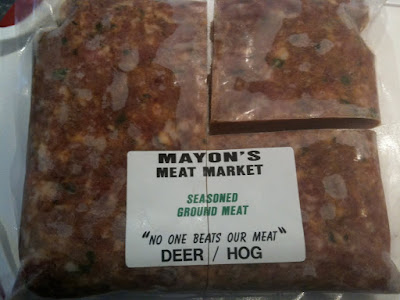 MAYON'S
MEAT MARKET
SEASONED
GROUND MEAT
"NO ONE BEATS OUR MEAT"
DEER / HOG